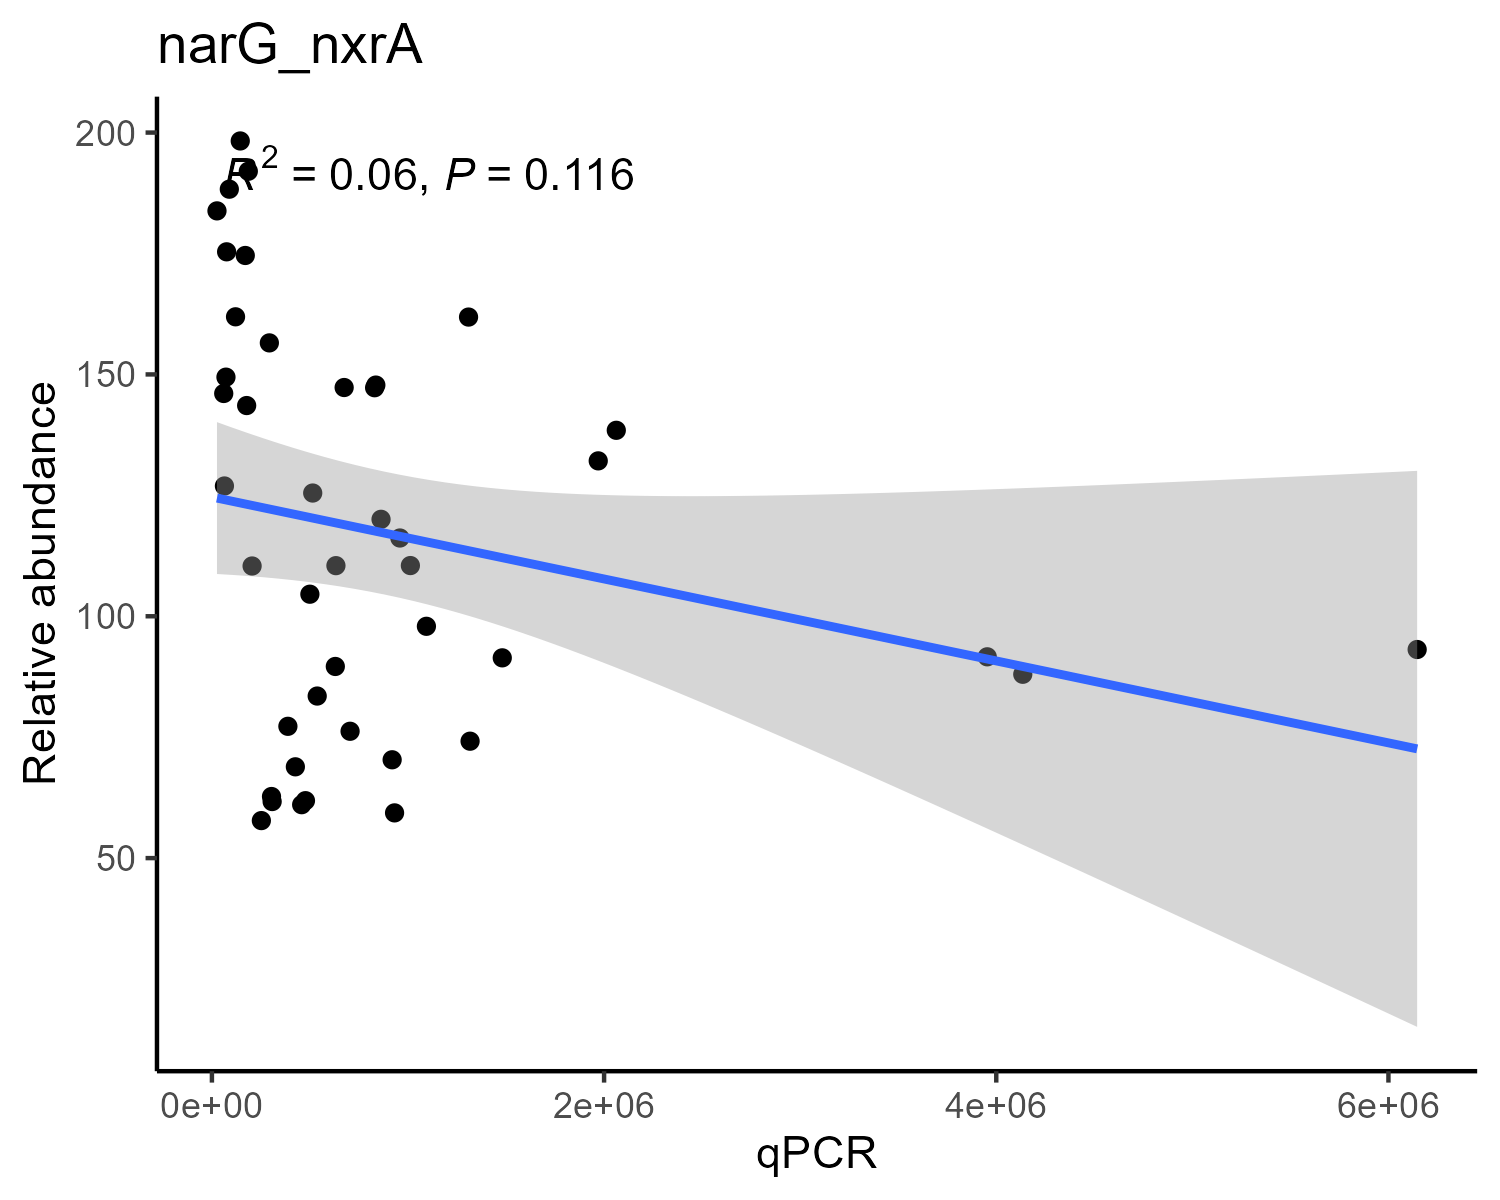 narG_nxrA
R² = 0.06, P = 0.116
Relative abundance
200
150
100
50
0e+00 2e+06 4e+06 6e+06
qPCR